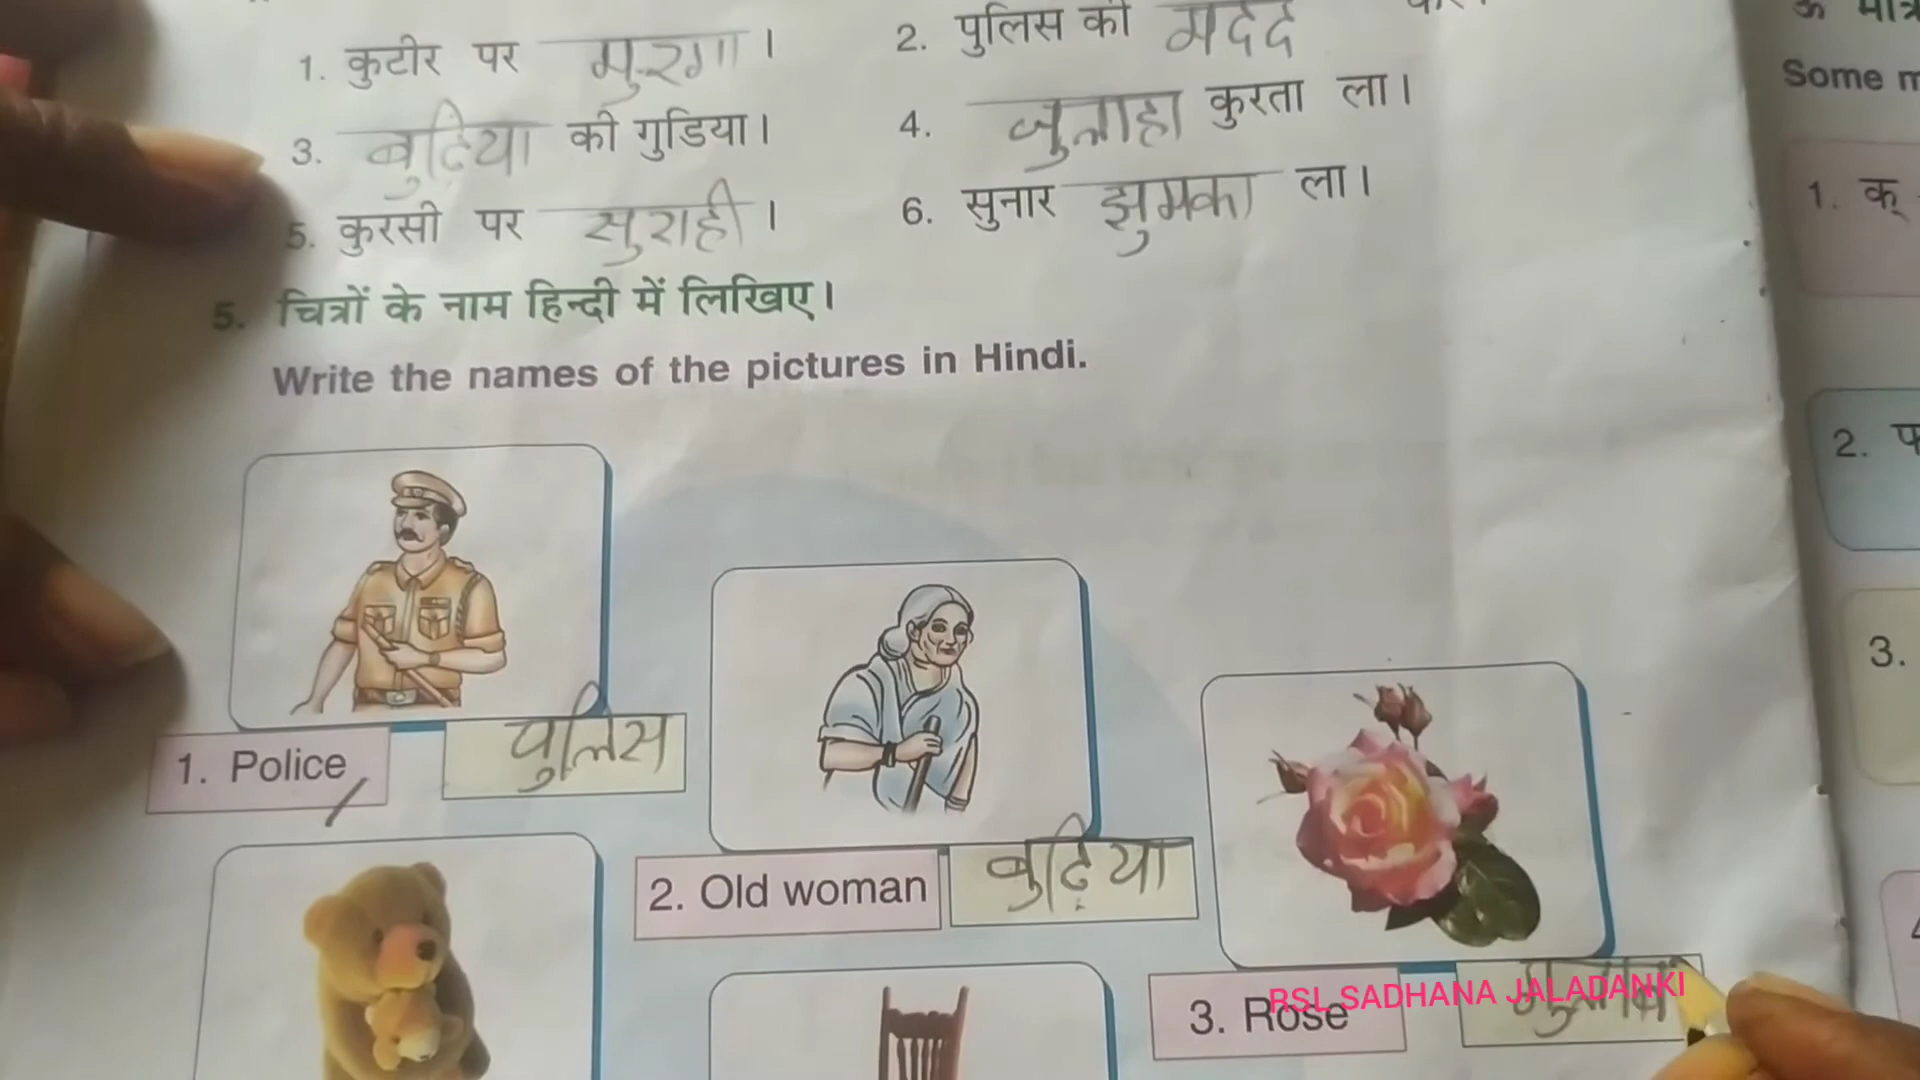 1. कुटीर पर मुरगा।
2. पुलिस की मदद
3. बुढ़िया की गुडिया।
4. जुलाहा कुरता ला।
5. कुरसी पर सुराही।
6. सुनार झुमका ला।
5. चित्रों के नाम हिन्दी में लिखिए।
Write the names of the pictures in Hindi.
1. Police पुलिस
2. Old woman बुढ़िया
3. Rose गुलाब
RSL SADHANA JALADANKI
Some
1. क्
2.
3.